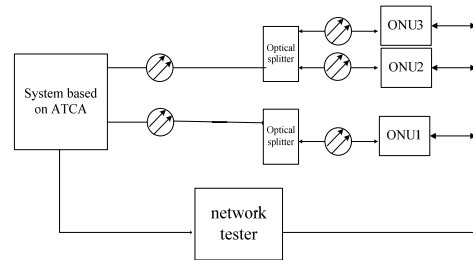 ONU3
Optical
splitter
ONU2
System based
on ATCA
Optical
splitter
ONU1
network
tester